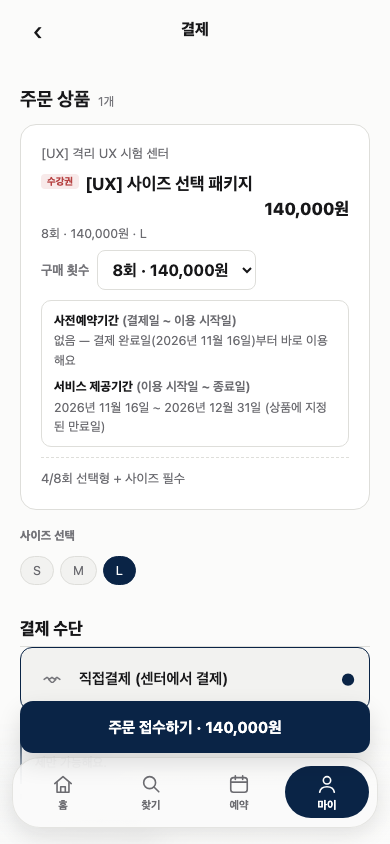 결제
주문 상품 1개
[UX] 격리 UX 시험 센터
수강권 [UX] 사이즈 선택 패키지
140,000원
8회 · 140,000원 · L
구매 횟수 8회 · 140,000원
사전예약기간 (결제일 ~ 이용 시작일)
없음 — 결제 완료일(2026년 11월 16일)부터 바로 이용
해요
서비스 제공기간 (이용 시작일 ~ 종료일)
2026년 11월 16일 ~ 2026년 12월 31일 (상품에 지정
된 만료일)
4/8회 선택형 + 사이즈 필수
사이즈 선택
S M L
결제 수단
직접결제 (센터에서 결제)
주문 접수하기 · 140,000원
홈 찾기 예약 마이